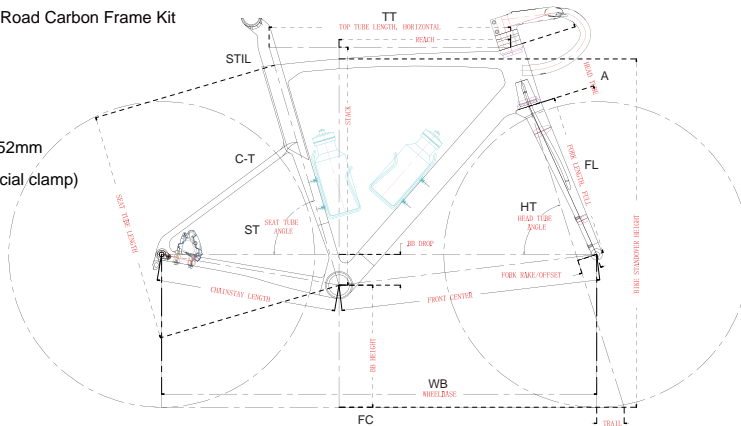 Road Carbon Frame Kit
TT
TOP TUBE LENGTH, HORIZONTAL
REACH
STIL
A
HEAD TUBE
STACK
52mm
C-T
cial clamp)
FL
FORK LENGTH, FULL
SEAT TUBE LENGTH
HT
ST
SEAT TUBE
ANGLE
HEAD TUBE
ANGLE
BB DROP
BIKE STANDOVER HEIGHT
FORK RAKE/OFFSET
CHAINSTAY LENGTH
FRONT CENTER
BB HEIGHT
WB
WHEELBASE
FC
TRAIL